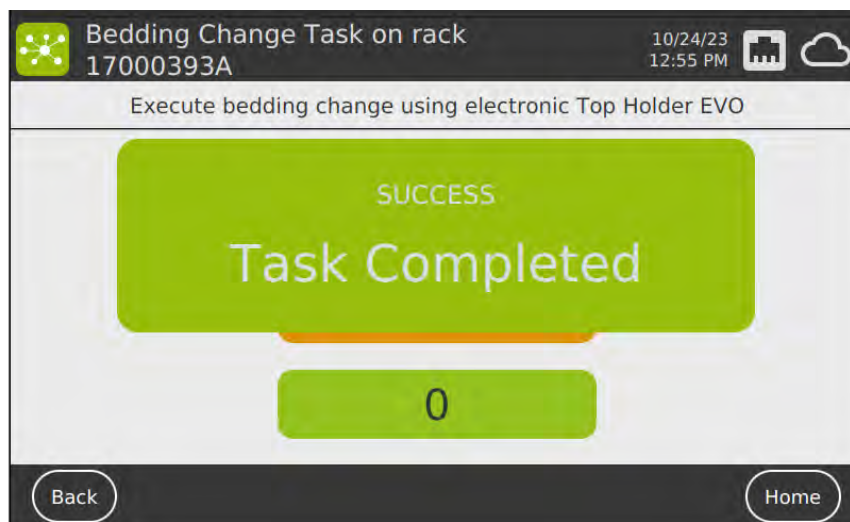 Bedding Change Task on rack
17000393A
10/24/23
12:55 PM
Execute bedding change using electronic Top Holder EVO
SUCCESS
Task Completed
0
Back
Home